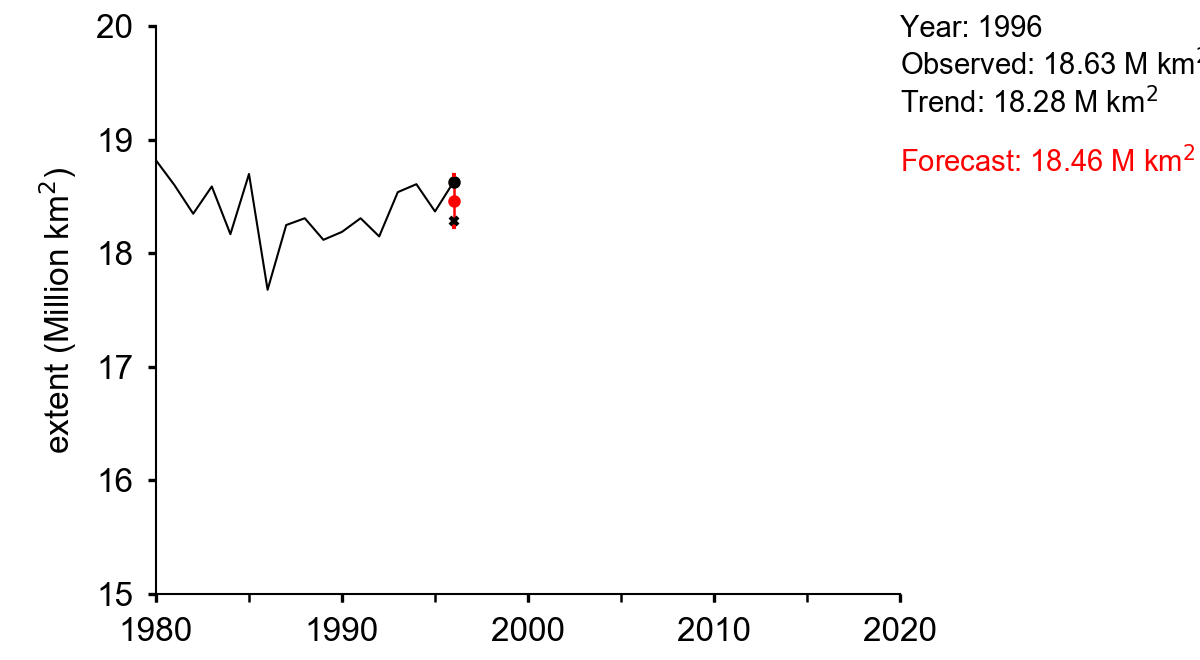 Year: 1996
Observed: 18.63 M km²
Trend: 18.28 M km²
Forecast: 18.46 M km²
extent (Million km²)
20
19
18
17
16
15
1980 1990 2000 2010 2020